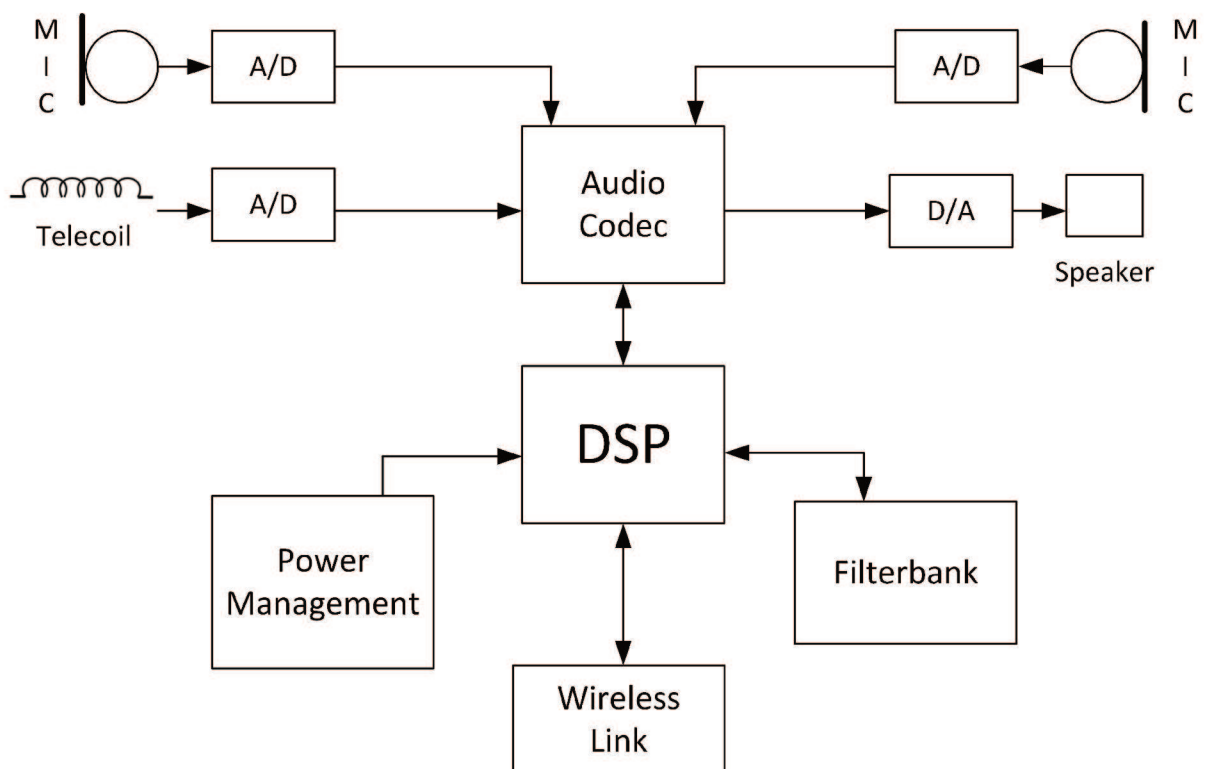 M
I
C
A/D
A/D
M
I
C
Telecoil
A/D
Audio
Codec
D/A
Speaker
DSP
Power
Management
Filterbank
Wireless
Link